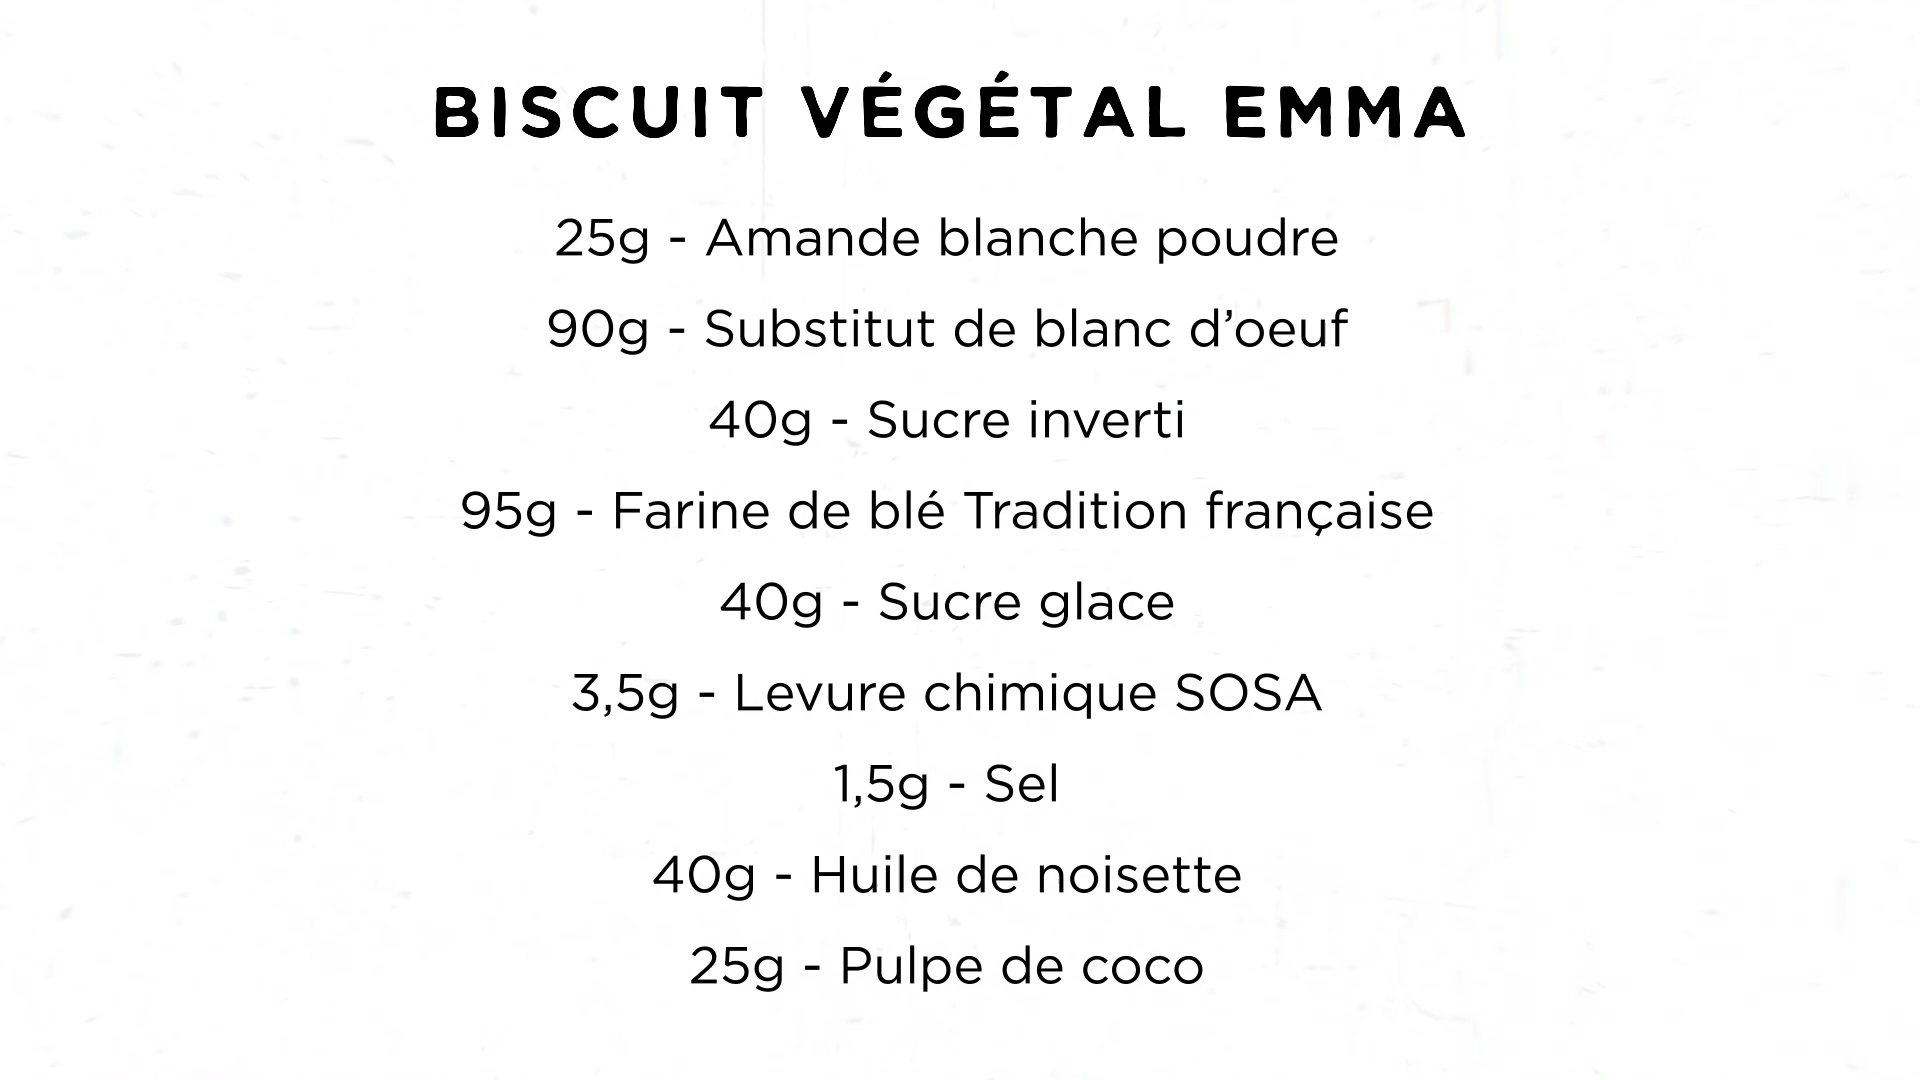 BISCUIT VÉGÉTAL EMMA
25g - Amande blanche poudre
90g - Substitut de blanc d’oeuf
40g - Sucre inverti
95g - Farine de blé Tradition française
40g - Sucre glace
3,5g - Levure chimique SOSA
1,5g - Sel
40g - Huile de noisette
25g - Pulpe de coco